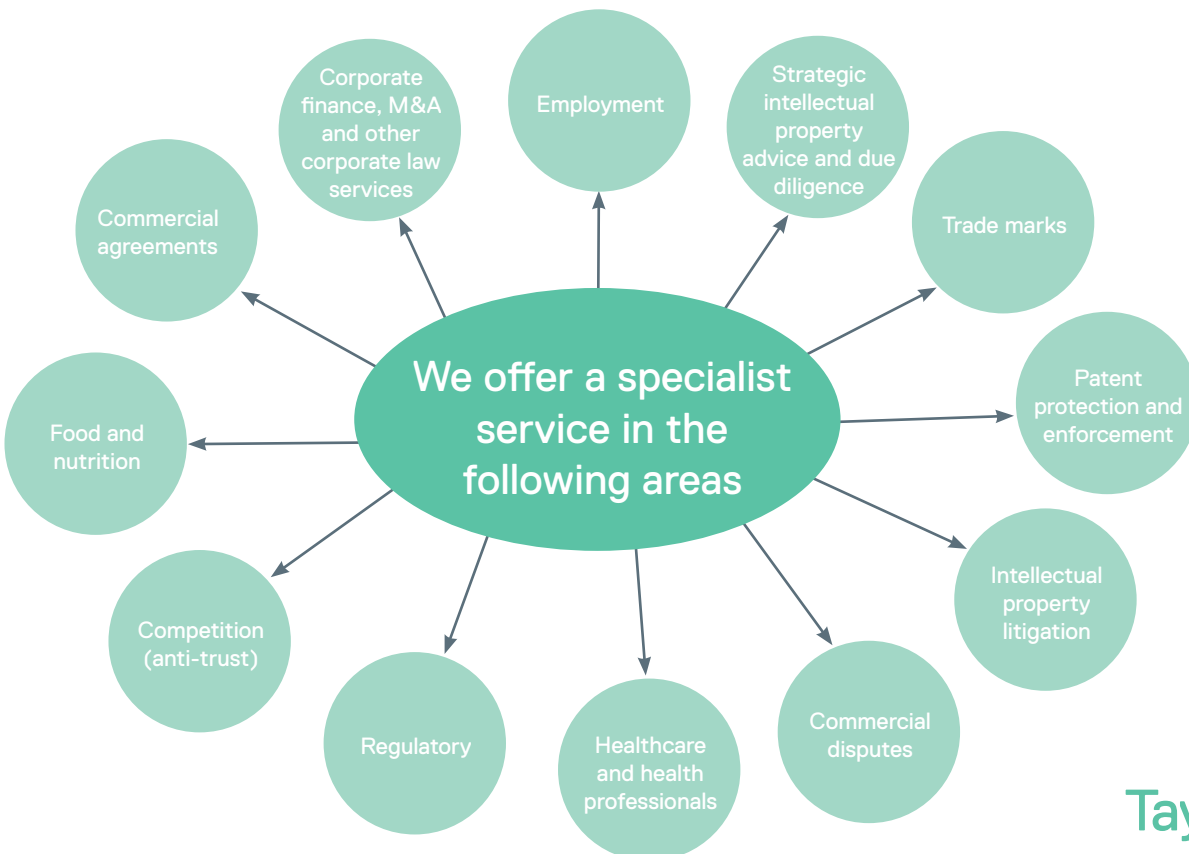 Corporate
finance, M&A
and other
corporate law
services
Employment
Strategic
intellectual
property
advice and due
diligence
Trade marks
Patent
protection and
enforcement
Intellectual
property
litigation
Commercial
disputes
Healthcare
and health
professionals
Regulatory
Competition
(anti-trust)
Food and
nutrition
Commercial
agreements
We offer a specialist
service in the
following areas